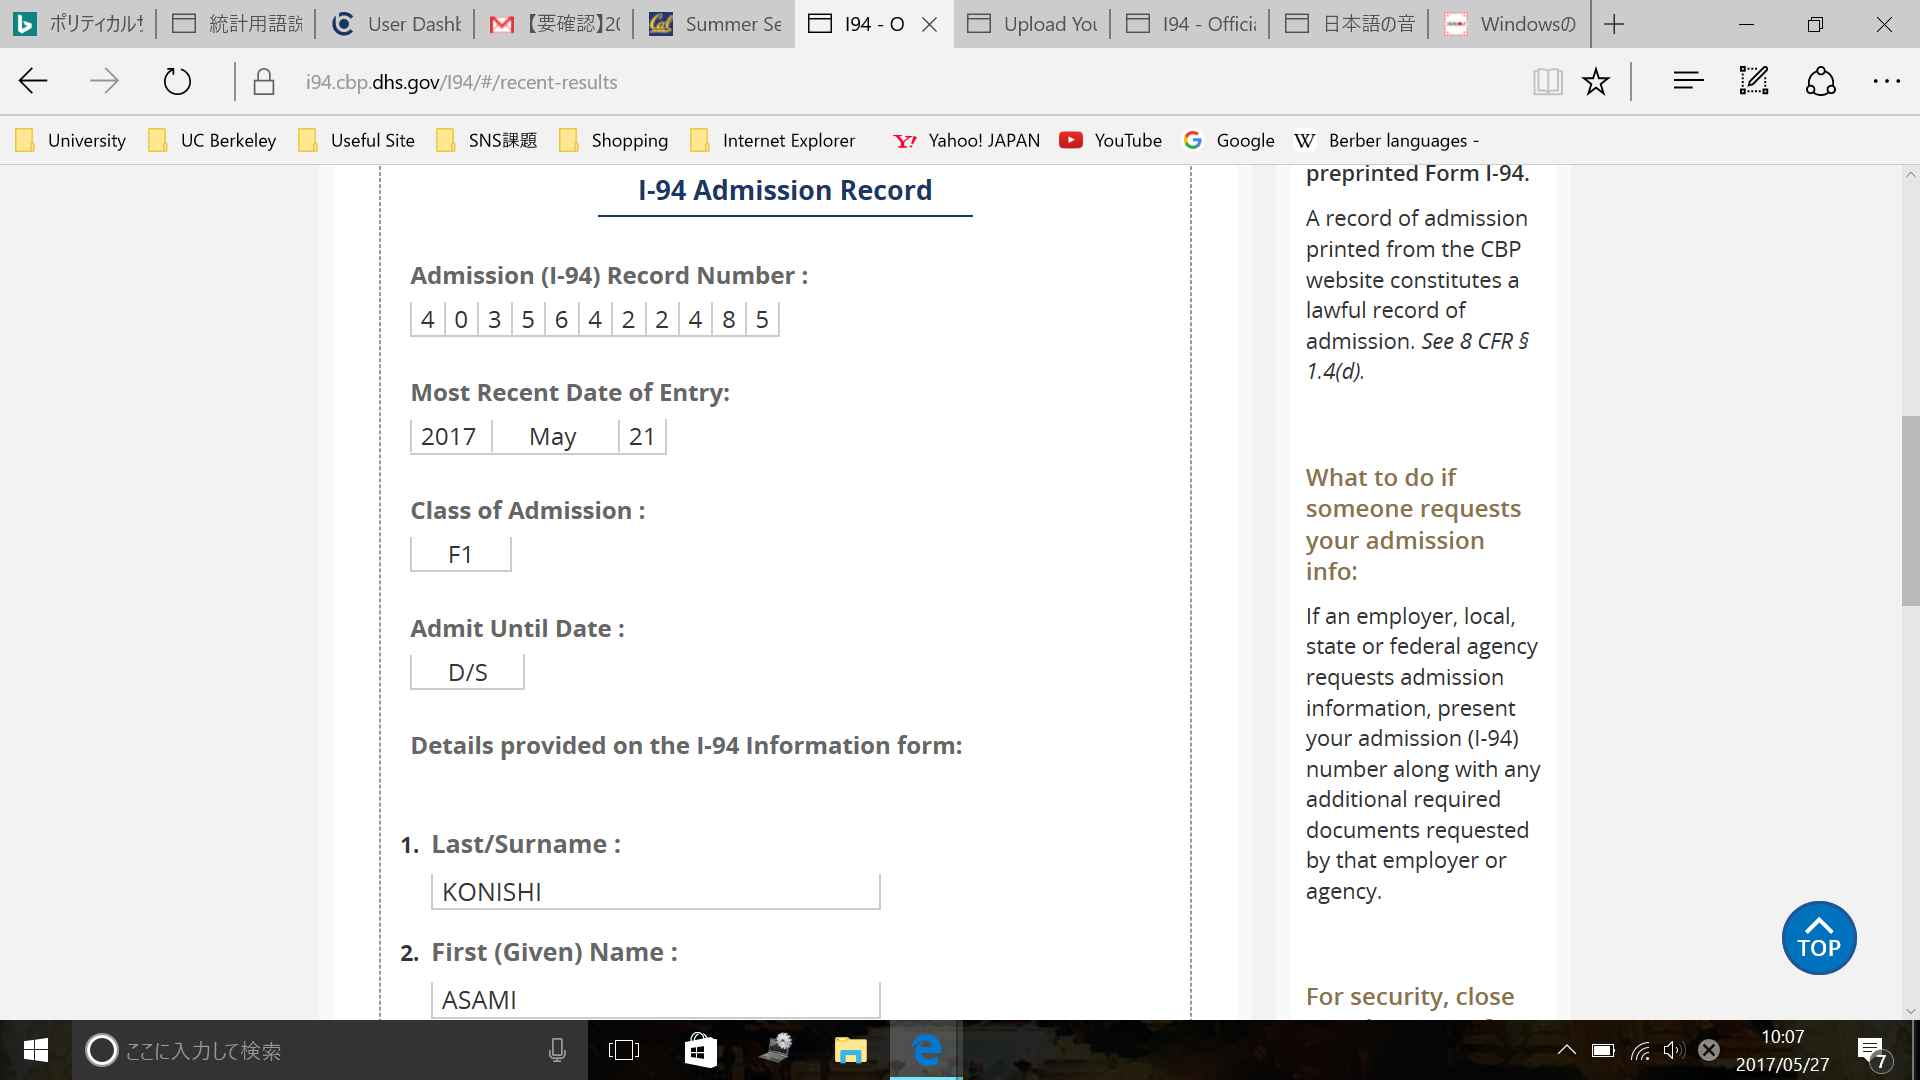 ポリティカルサ
統計用語説
User Dashb
【要確認】20
Cal
Summer Se
I94 - O
Upload You
I94 - Officia
日本語の音
Windowsの
i94.cbp.dhs.gov/I94/#/recent-results
University
UC Berkeley
Useful Site
SNS課題
Shopping
Internet Explorer
Y! Yahoo! JAPAN
YouTube
G Google
W Berber languages -
I-94 Admission Record
Admission (I-94) Record Number :
4 0 3 5 6 4 2 2 4 8 5
Most Recent Date of Entry:
2017 May 21
Class of Admission :
F1
Admit Until Date :
D/S
Details provided on the I-94 Information form:
1. Last/Surname :
KONISHI
2. First (Given) Name :
ASAMI
preprinted Form I-94.
A record of admission
printed from the CBP
website constitutes a
lawful record of
admission. See 8 CFR §
1.4(d).
What to do if
someone requests
your admission
info:
If an employer, local,
state or federal agency
requests admission
information, present
your admission (I-94)
number along with any
additional required
documents requested
by that employer or
agency.
For security, close
TOP
ここに入力して検索
10:07
2017/05/27
7